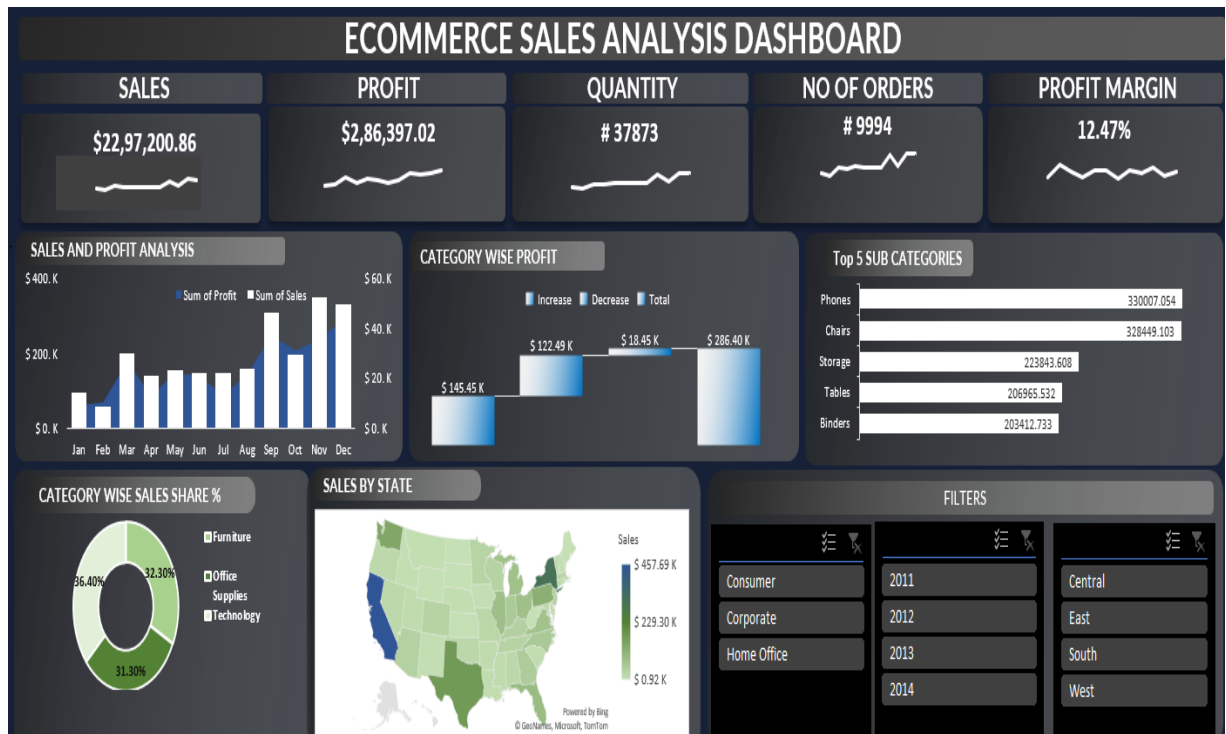 ECOMMERCE SALES ANALYSIS DASHBOARD
SALES
$22,97,200.86
PROFIT
$2,86,397.02
QUANTITY
# 37873
NO OF ORDERS
# 9994
PROFIT MARGIN
12.47%
SALES AND PROFIT ANALYSIS
$400. K
$200. K
$0. K
Sum of Profit
Sum of Sales
$60. K
$40. K
$20. K
$0. K
Jan Feb Mar Apr May Jun Jul Aug Sep Oct Nov Dec
CATEGORY WISE PROFIT
Increase Decrease Total
$ 145.45 K
$ 122.49 K
$ 18.45 K
$ 286.40 K
Top 5 SUB CATEGORIES
Phones 330007.054
Chairs 328449.103
Storage 223843.608
Tables 206965.532
Binders 203412.733
CATEGORY WISE SALES SHARE %
36.40%
32.30%
31.30%
Furniture
Office
Supplies
Technology
SALES BY STATE
Sales
$ 457.69 K
$ 229.30 K
$ 0.92 K
Powered by Bing
© GeoNames, Microsoft, TomTom
FILTERS
Consumer
Corporate
Home Office
2011
2012
2013
2014
Central
East
South
West